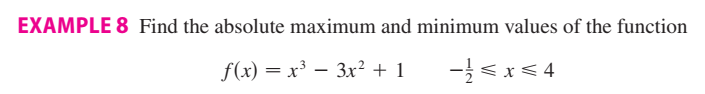 EXAMPLE 8 Find the absolute maximum and minimum values of the function
f(x) = x³ − 3x² + 1 −½ ≤ x ≤ 4